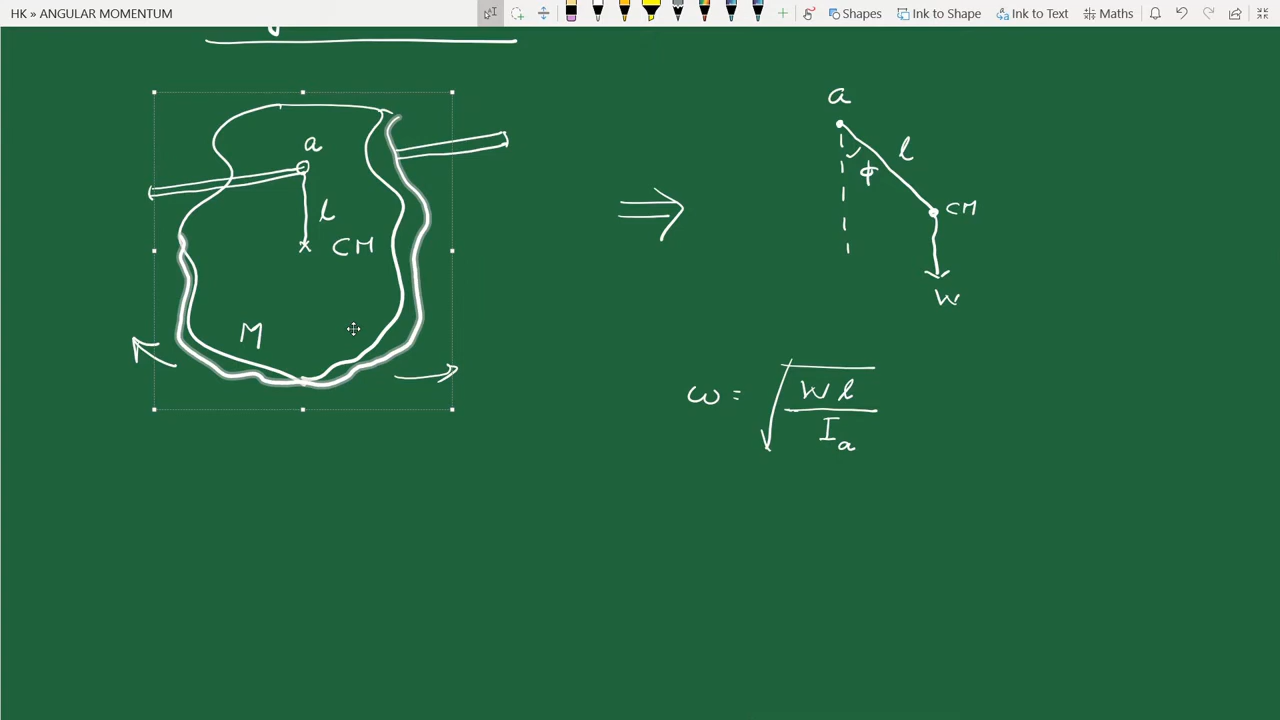 HK » ANGULAR MOMENTUM
Shapes
Ink to Shape
Ink to Text
Maths
a
l
CM
M
a
l
ϕ
CM
W
ω = √(Wl / I_a)